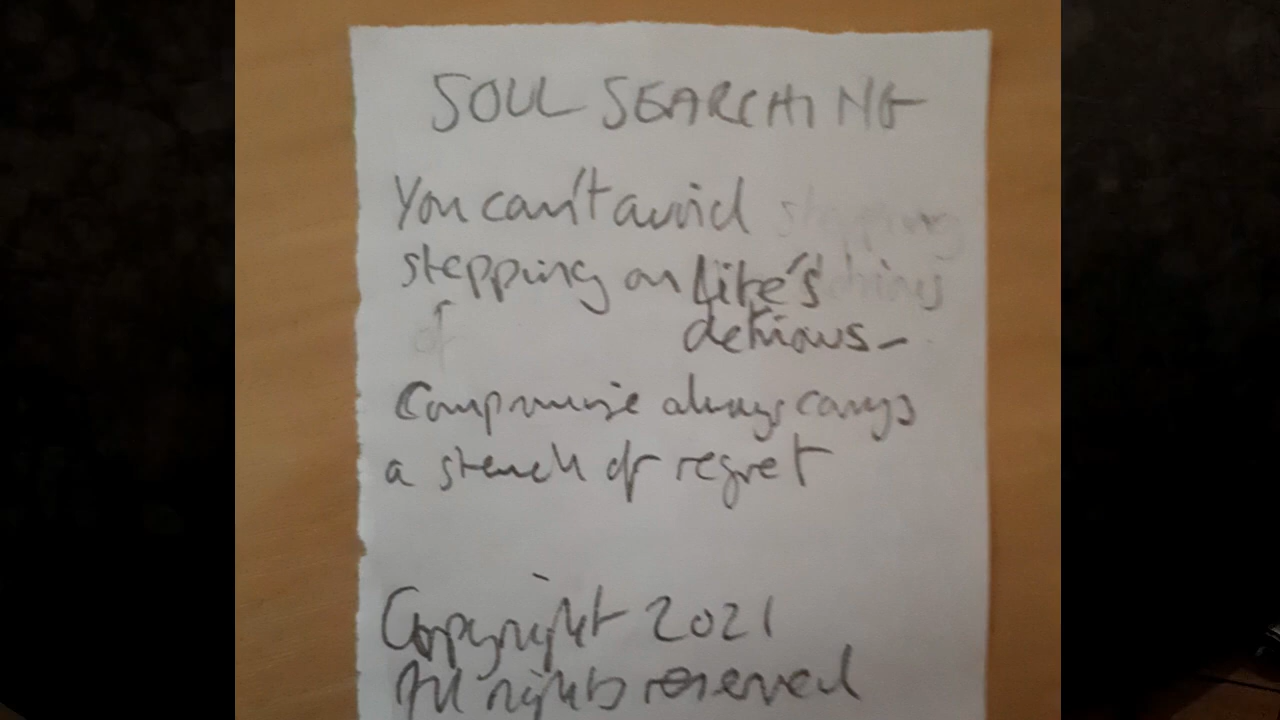 SOUL SEARCHING
You can't avoid
stepping on life's
detrious-
Compromise always carrys
a stench of regret
Copyright 2021
All rights reserved